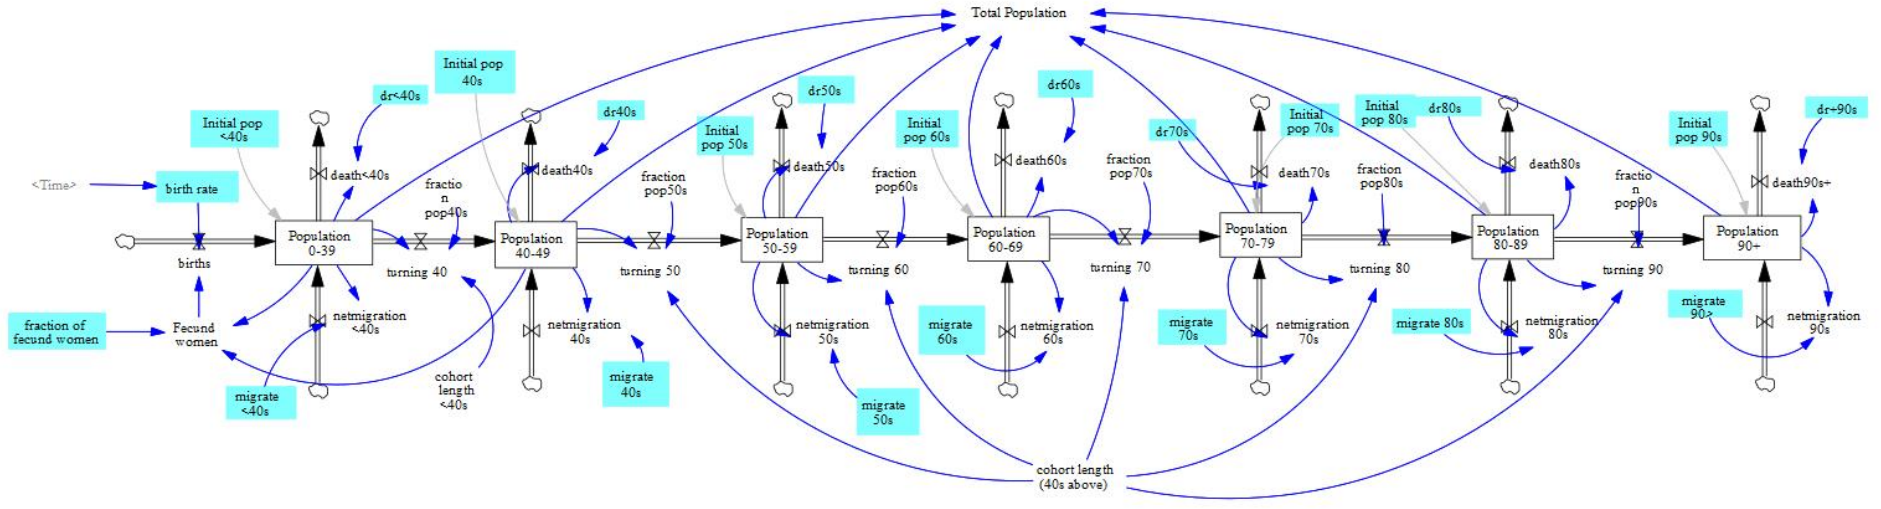 Total Population
Initial pop
40s
dr<40s
Initial pop
<40s
dr40s
dr50s
Initial
pop 50s
dr60s
Initial
pop 60s
dr70s
Initial
pop 70s
Initial
pop 80s
dr80s
Initial
pop 90s
dr+90s
<Time>
birth rate
death<40s
fractio
n
pop40s
death40s
fraction
pop50s
death50s
fraction
pop60s
death60s
fraction
pop70s
death70s
fraction
pop80s
death80s
fractio
n
pop90s
death90s+
births
Population
0-39
turning 40
Population
40-49
turning 50
Population
50-59
turning 60
Population
60-69
turning 70
Population
70-79
turning 80
Population
80-89
turning 90
Population
90+
fraction of
fecund women
Fecund
women
netmigration
<40s
netmigration
40s
netmigration
50s
migrate
60s
netmigration
60s
migrate
70s
netmigration
70s
migrate 80s
netmigration
80s
migrate
90>
netmigration
90s
migrate
<40s
cohort
length
<40s
migrate
40s
migrate
50s
cohort length
(40s above)